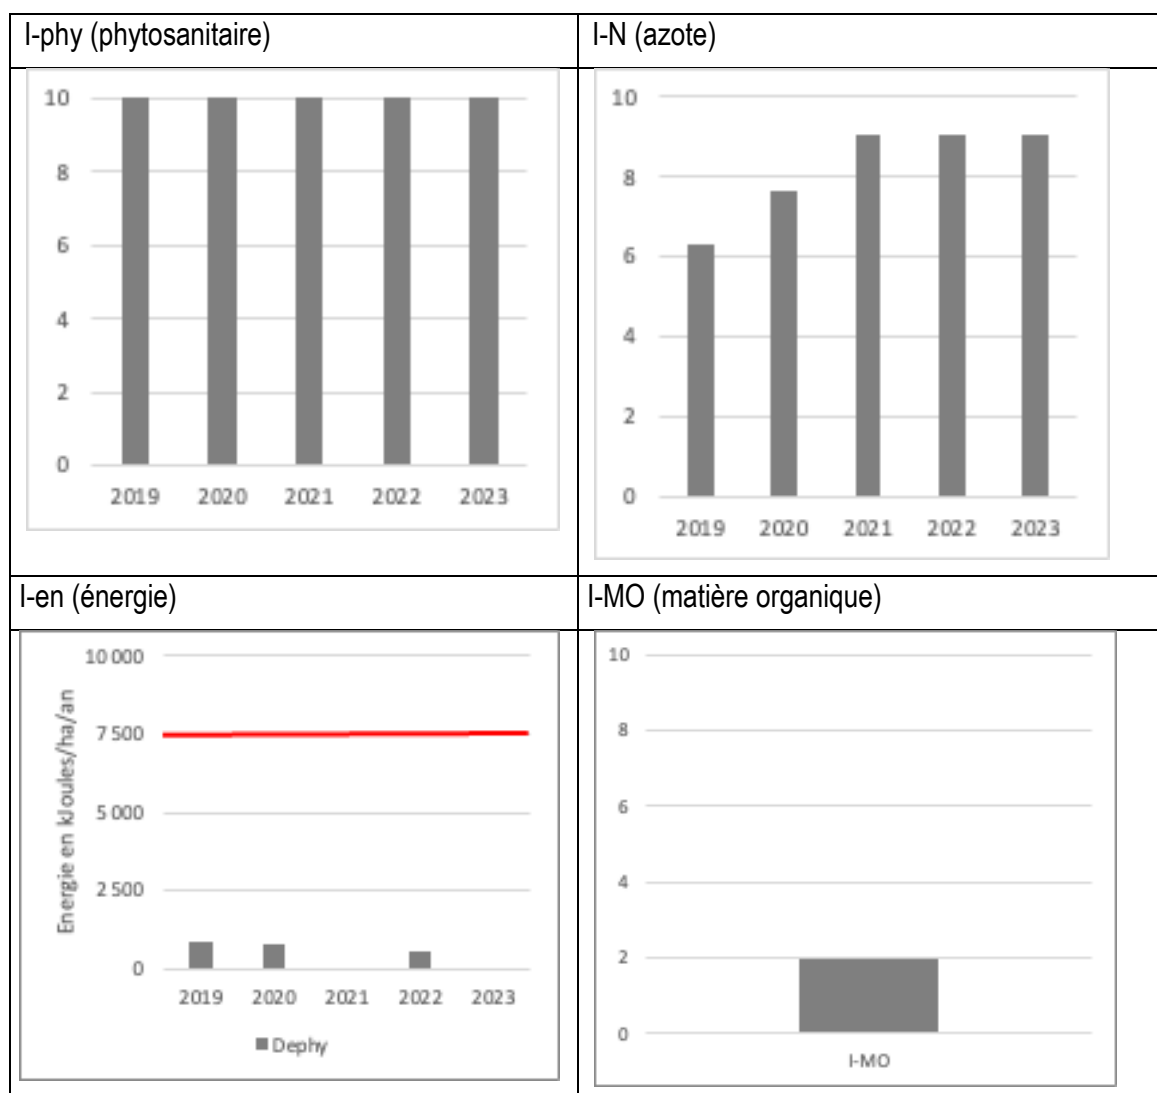 I-phy (phytosanitaire)
I-N (azote)
10
8
6
4
2
0
2019 2020 2021 2022 2023
10
8
6
4
2
0
2019 2020 2021 2022 2023
I-en (énergie)
I-MO (matière organique)
Energie en kJoules/ha/an
10 000
7 500
5 000
2 500
0
2019 2020 2021 2022 2023
Dephy
10
8
6
4
2
0
I-MO